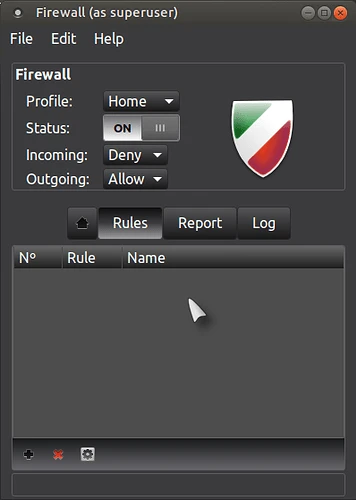 Firewall (as superuser)
File Edit Help
Firewall
Profile: Home
Status: ON
Incoming: Deny
Outgoing: Allow
Rules Report Log
Nº Rule Name